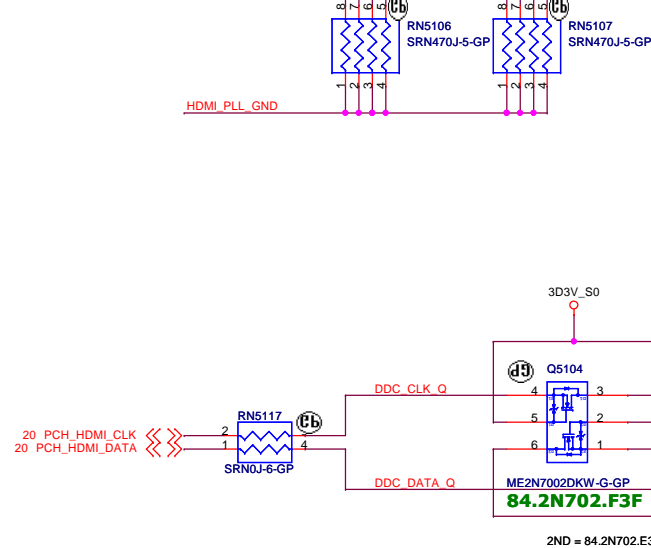 8 7 6 5
8 7 6 5
RN5106
SRN470J-5-GP
RN5107
SRN470J-5-GP
1 2 3 4
1 2 3 4
HDMI_PLL_GND
3D3V_S0
Q5104
DDC_CLK_Q
4
3
RN5117
5
2
20 PCH_HDMI_CLK
2
3
20 PCH_HDMI_DATA
1
4
6
1
SRN0J-6-GP
DDC_DATA_Q
ME2N7002DKW-G-GP
84.2N702.F3F
2ND = 84.2N702.E3